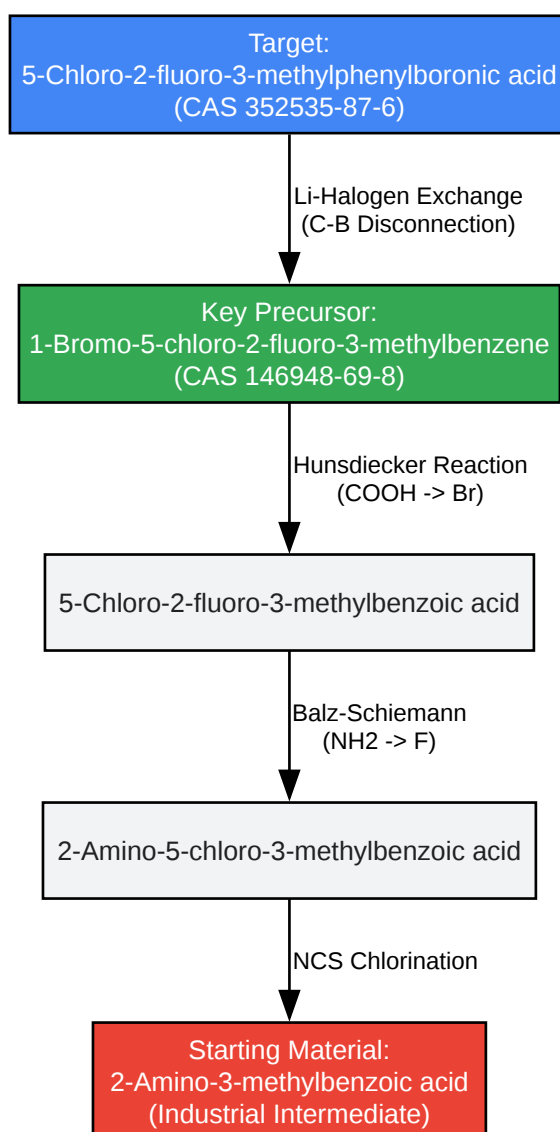 Target:
5-Chloro-2-fluoro-3-methylphenylboronic acid
(CAS 352535-87-6)
Li-Halogen Exchange
(C-B Disconnection)
Key Precursor:
1-Bromo-5-chloro-2-fluoro-3-methylbenzene
(CAS 146948-69-8)
Hunsdiecker Reaction
(COOH -> Br)
5-Chloro-2-fluoro-3-methylbenzoic acid
Balz-Schiemann
(NH2 -> F)
2-Amino-5-chloro-3-methylbenzoic acid
NCS Chlorination
Starting Material:
2-Amino-3-methylbenzoic acid
(Industrial Intermediate)